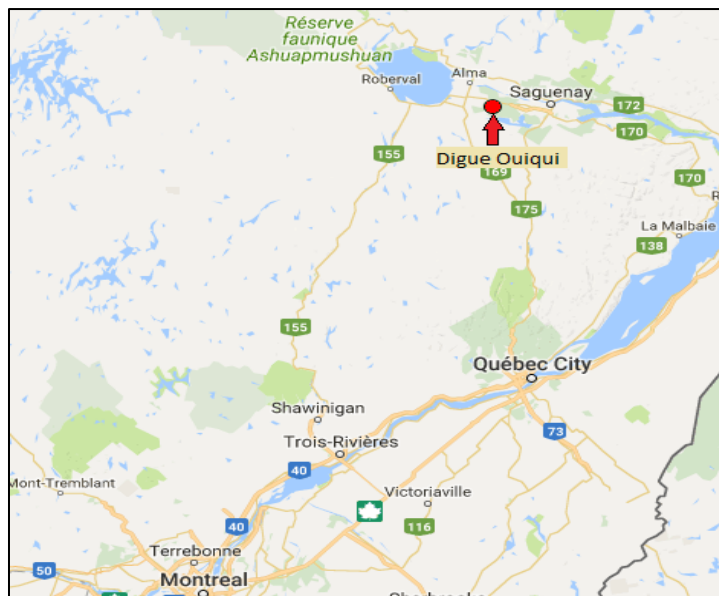 Réserve
faunique
Ashuapmushuan
Roberval
Alma
Saguenay
172
170
Digue Ouiqui
155
169
170
175
La Malbaie
138
155
Québec City
Shawinigan
Trois-Rivières
73
40
Mont-Tremblant
Victoriaville
40
116
Terrebonne
50
Montreal